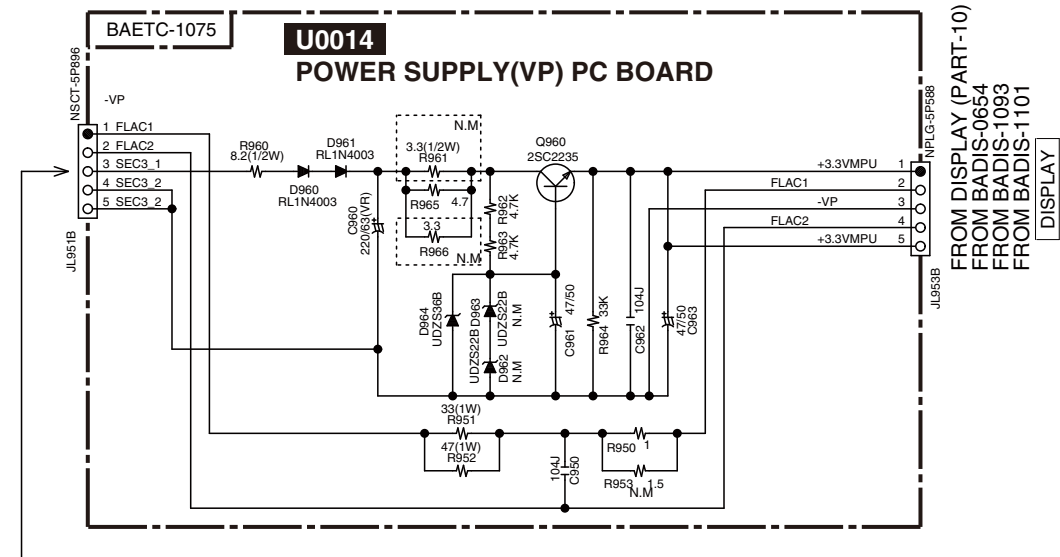 BAETC-1075
U0014
POWER SUPPLY(VP) PC BOARD
NSCT-5P896
JL951B
-VP
1 FLAC1
2 FLAC2
3 SEC3_1
4 SEC3_2
5 SEC3_2
R960
8.2(1/2W)
D961
RL1N4003
D960
RL1N4003
C960
220/63(VR)
N.M
3.3(1/2W)
R961
R965
4.7
3.3
R966
N.M
R962
4.7K
R963
4.7K
Q960
2SC2235
D964
UDZS36B
D963
UDZS22B
N.M
UDZS22B
D962
N.M
47/50
C961
33K
R964
104J
C962
47/50
C963
33(1W)
R951
47(1W)
R952
104J
C950
R950
1
R953
1.5
N.M
+3.3VMPU
1
FLAC1
2
-VP
3
FLAC2
4
+3.3VMPU
5
NPLG-5P588
JL953B
FROM DISPLAY (PART-10)
FROM BADIS-0654
FROM BADIS-1093
FROM BADIS-1101
DISPLAY